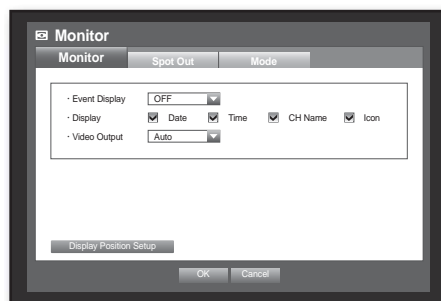 Monitor
Monitor Spot Out Mode
· Event Display OFF
· Display Date Time CH Name Icon
· Video Output Auto
Display Position Setup
OK Cancel